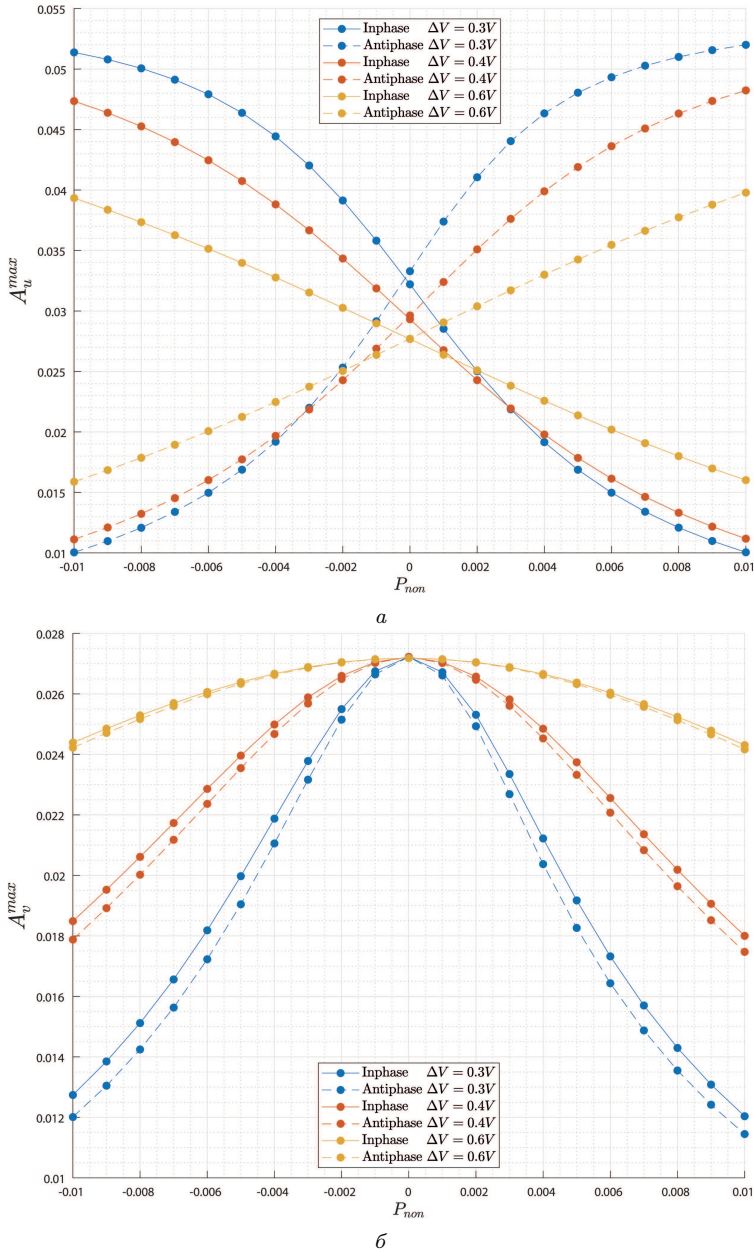 0.055
0.05
0.045
0.04
0.035
0.03
0.025
0.02
0.015
0.01
A_u^{max}
Inphase ΔV = 0.3V
Antiphase ΔV = 0.3V
Inphase ΔV = 0.4V
Antiphase ΔV = 0.4V
Inphase ΔV = 0.6V
Antiphase ΔV = 0.6V
-0.01 -0.008 -0.006 -0.004 -0.002 0 0.002 0.004 0.006 0.008 0.01
P_{non}
а
0.028
0.026
0.024
0.022
0.02
0.018
0.016
0.014
0.012
0.01
A_v^{max}
Inphase ΔV = 0.3V
Antiphase ΔV = 0.3V
Inphase ΔV = 0.4V
Antiphase ΔV = 0.4V
Inphase ΔV = 0.6V
Antiphase ΔV = 0.6V
-0.01 -0.008 -0.006 -0.004 -0.002 0 0.002 0.004 0.006 0.008 0.01
P_{non}
б